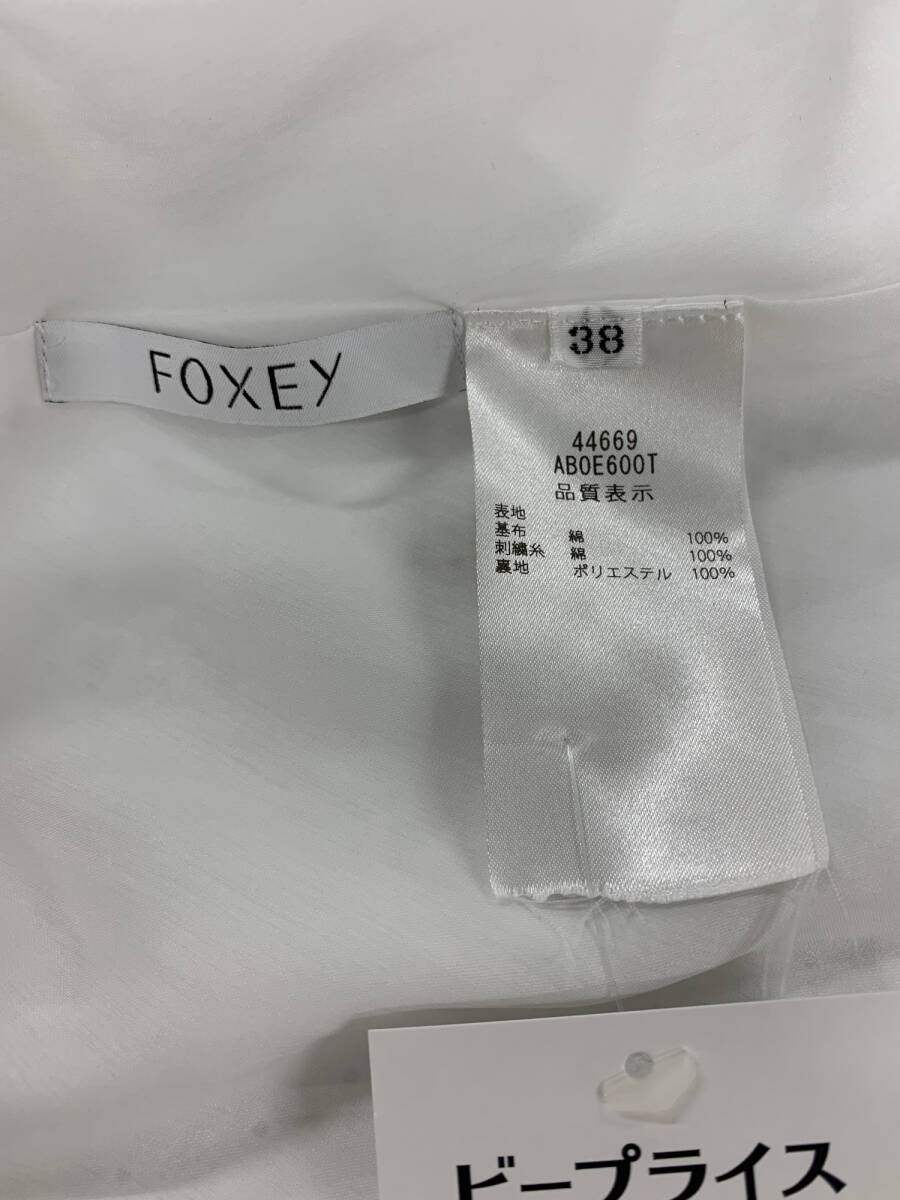 FOXEY
38
44669
AB0E600T
品質表示
表地
基布 綿 100%
刺繍糸 綿 100%
裏地 ポリエステル 100%
ビープライス